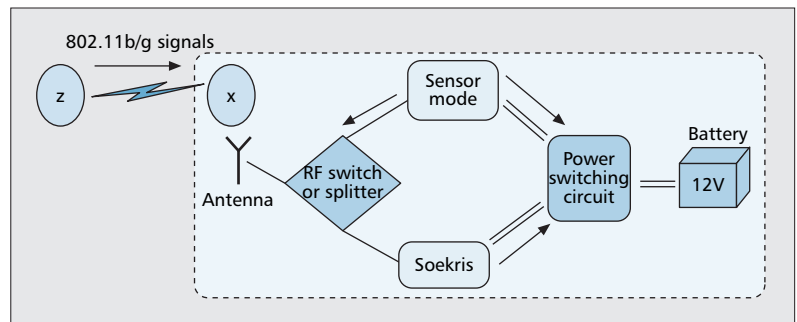 802.11b/g signals
z
x
Antenna
RF switch
or splitter
Sensor
mode
Soekris
Power
switching
circuit
Battery
12V